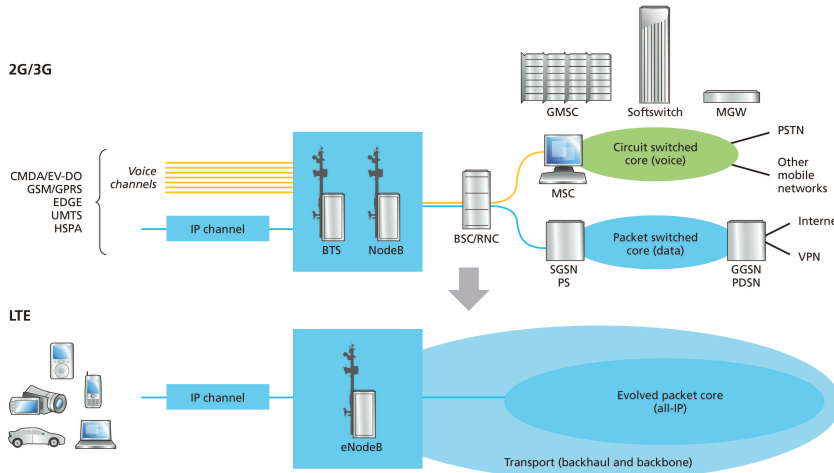 2G/3G
GMSC
Softswitch
MGW
CMDA/EV-DO
GSM/GPRS
EDGE
UMTS
HSPA
Voice
channels
IP channel
BTS
NodeB
BSC/RNC
MSC
Circuit switched
core (voice)
PSTN
Other
mobile
networks
SGSN
PS
Packet switched
core (data)
GGSN
PDSN
Internet
VPN
LTE
IP channel
eNodeB
Evolved packet core
(all-IP)
Transport (backhaul and backbone)